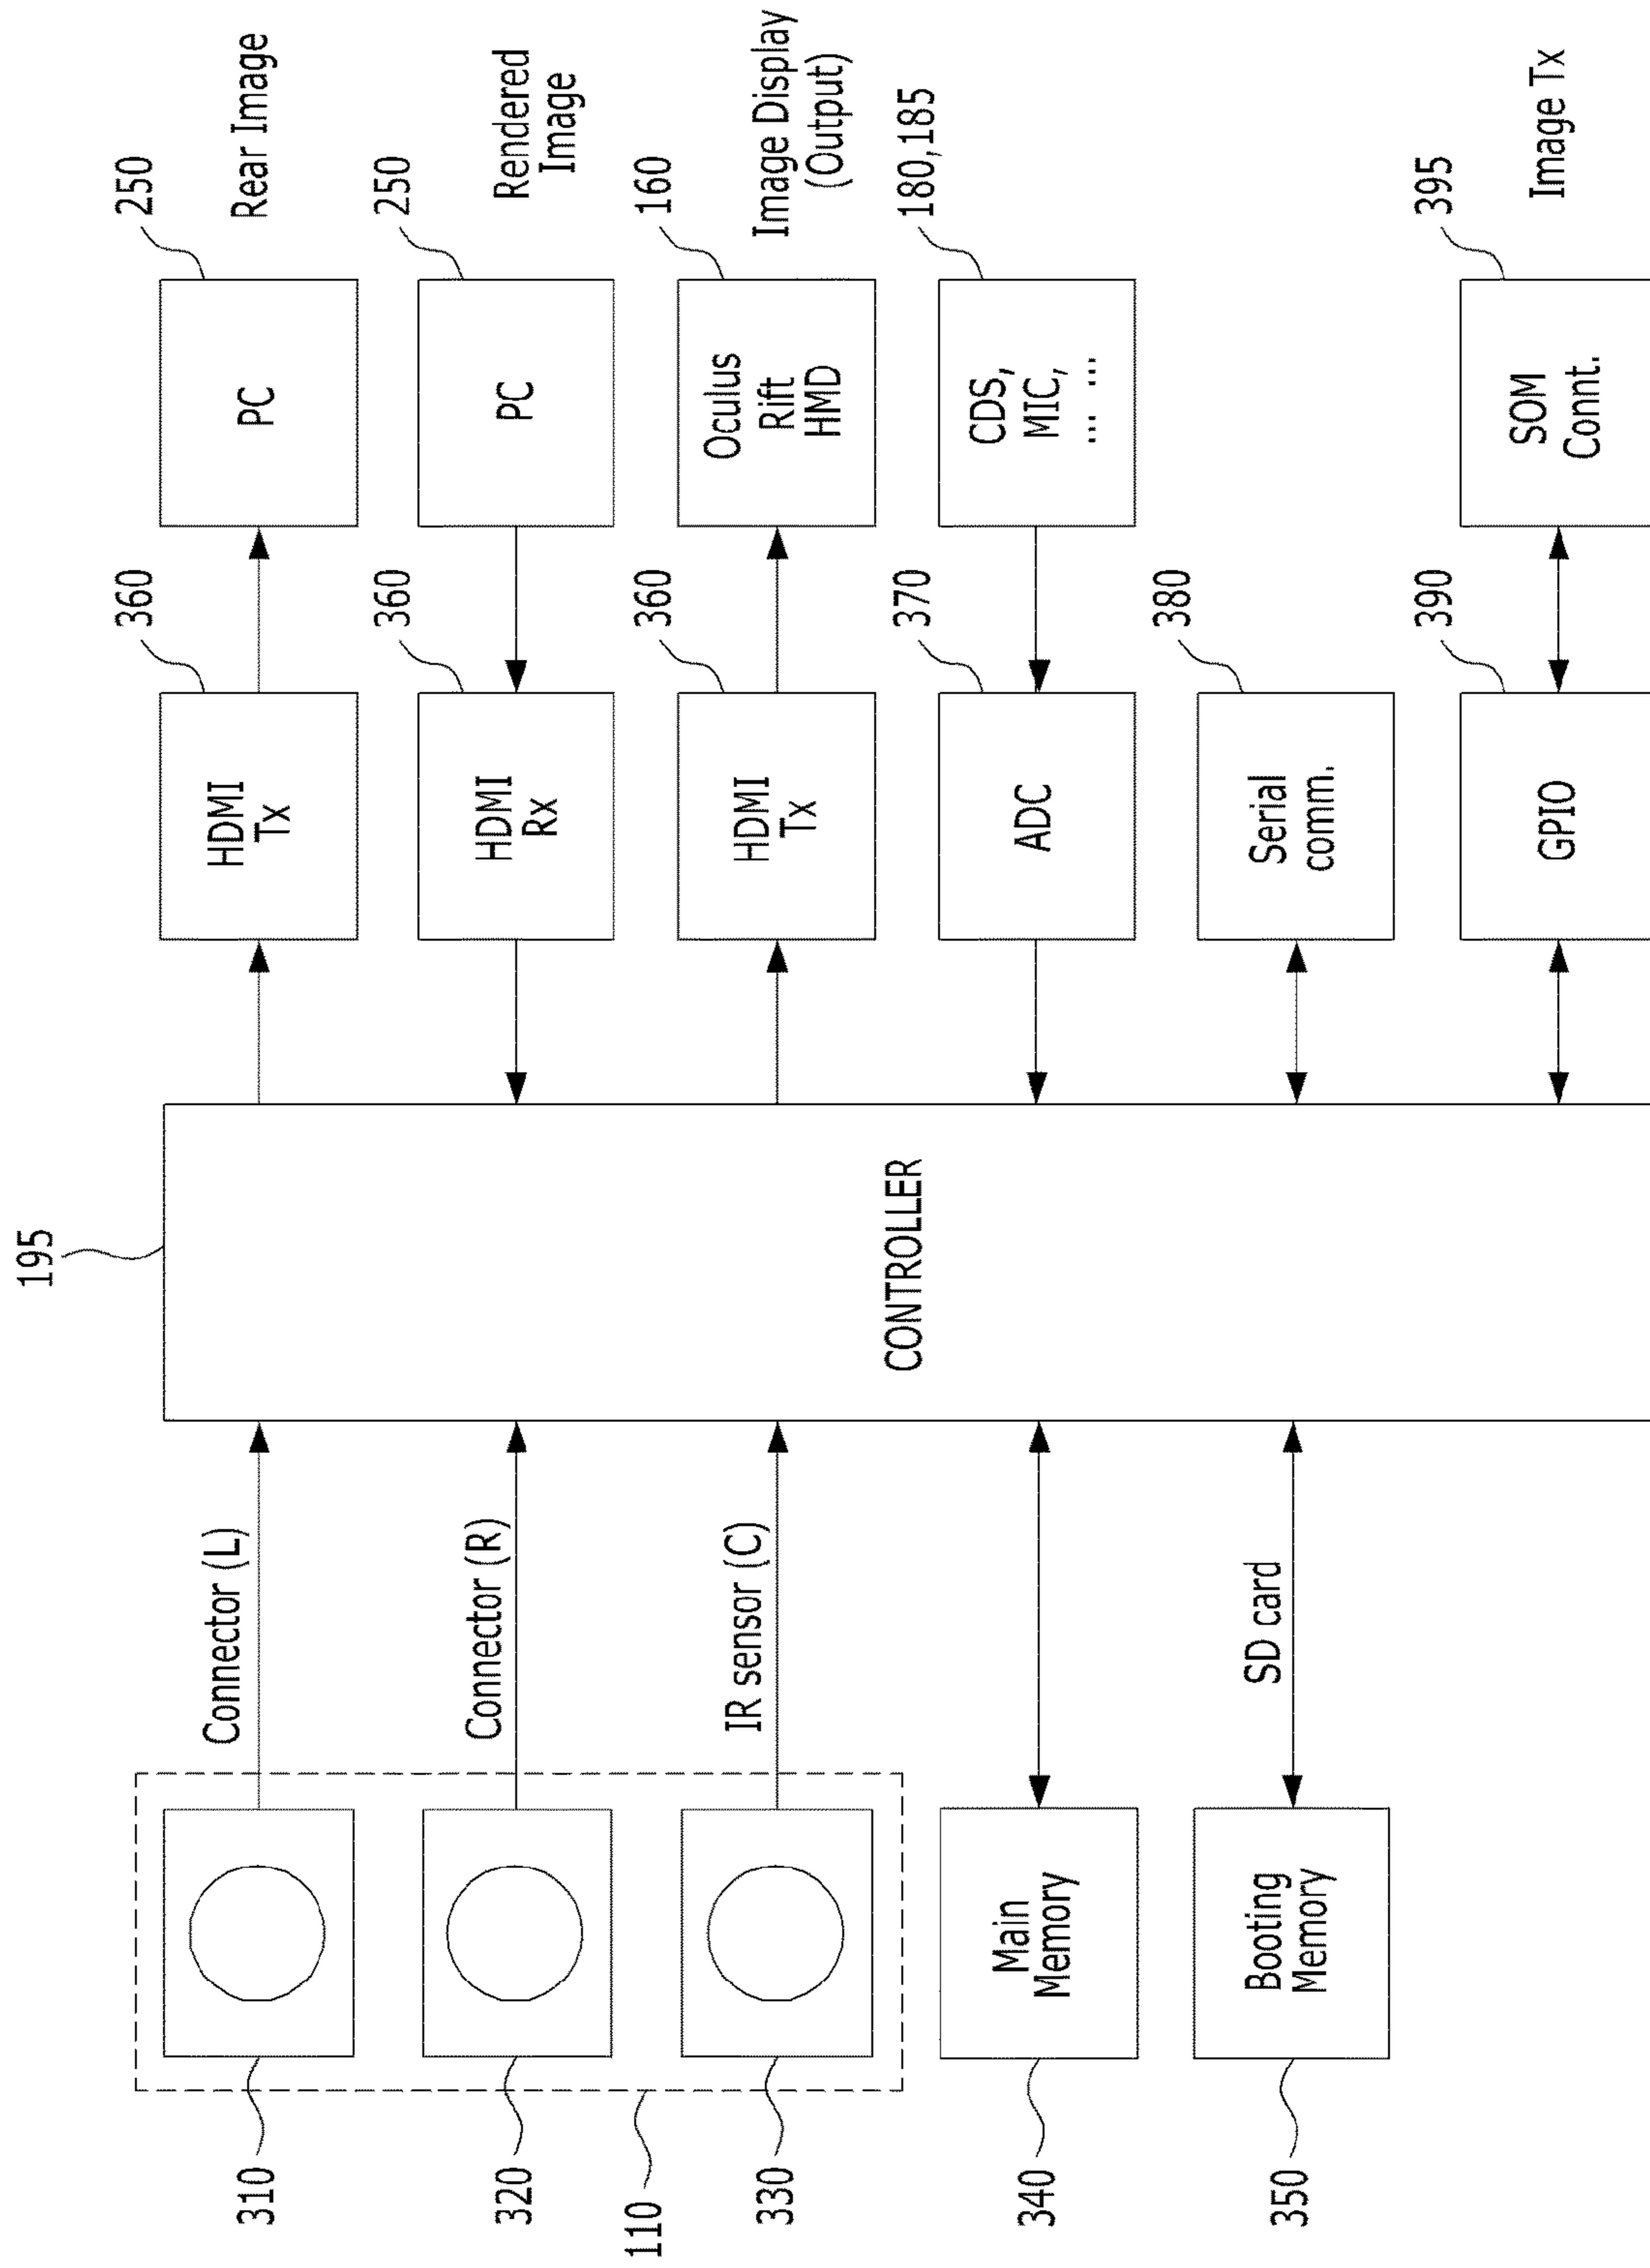 195
310
Connector (L)
360
HDMI
Tx
250
PC
Rear Image
320
Connector (R)
360
HDMI
Rx
250
PC
Rendered
Image
110
330
IR sensor (C)
CONTROLLER
360
HDMI
Tx
160
Oculus
Rift
HMD
Image Display
(Output)
340
Main
Memory
370
ADC
180,185
CDS,
MIC,
... ...
350
Booting
Memory
SD card
380
Serial
comm.
390
GPIO
395
SOM
Connt.
Image Tx